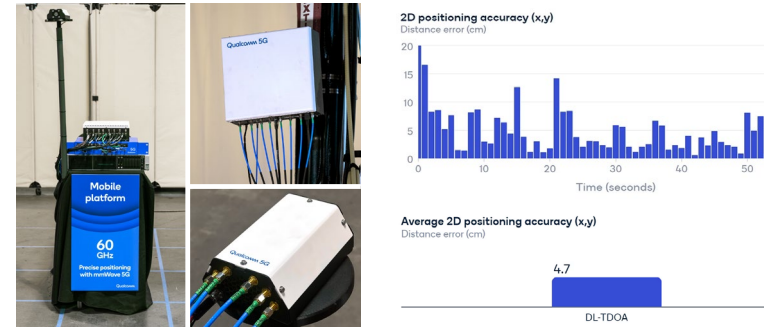 Mobile
platform
60
GHz
Precise positioning
with mmWave 5G
Qualcomm
Qualcomm 5G
Qualcomm 5G
2D positioning accuracy (x,y)
Distance error (cm)
20
15
10
5
0
0
10
20
30
40
50
Time (seconds)
Average 2D positioning accuracy (x,y)
Distance error (cm)
4.7
DL-TDOA